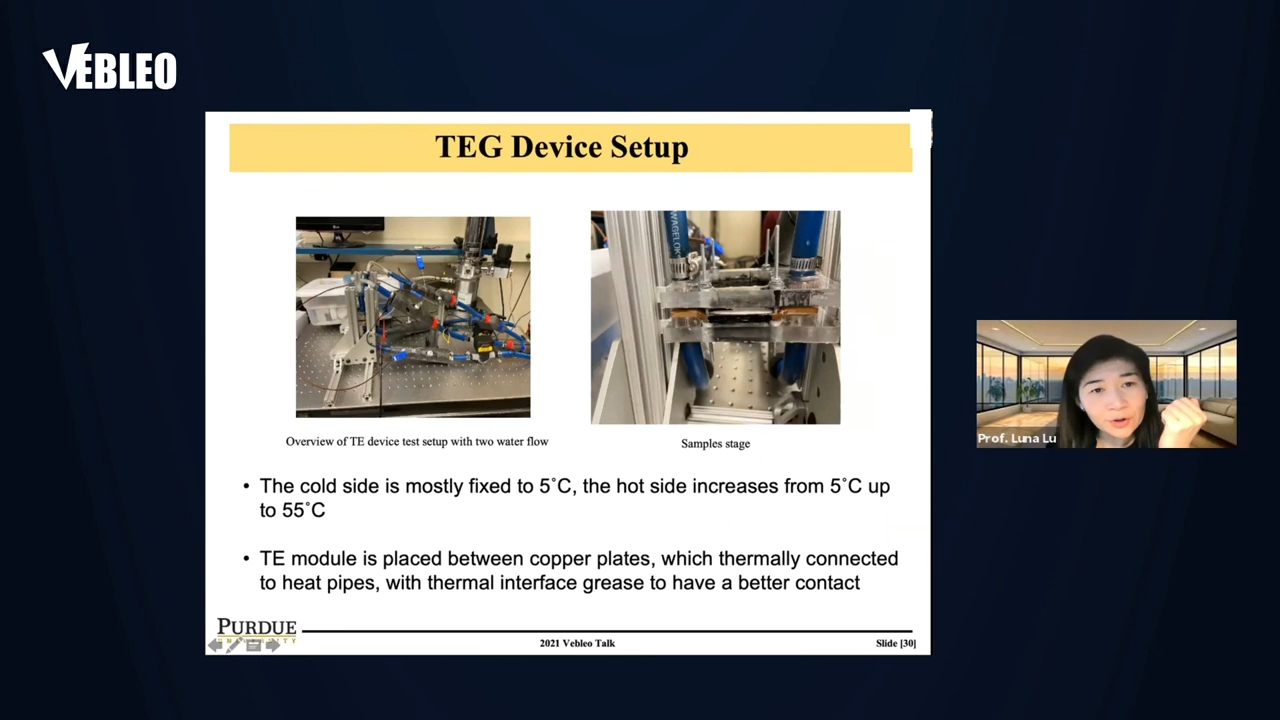 VEBLEO
TEG Device Setup
WAGELOK
Overview of TE device test setup with two water flow
Samples stage
• The cold side is mostly fixed to 5˚C, the hot side increases from 5˚C up
to 55˚C
• TE module is placed between copper plates, which thermally connected
to heat pipes, with thermal interface grease to have a better contact
Prof. Luna Lu
PURDUE
UNIVERSITY
2021 Vebleo Talk
Slide [30]